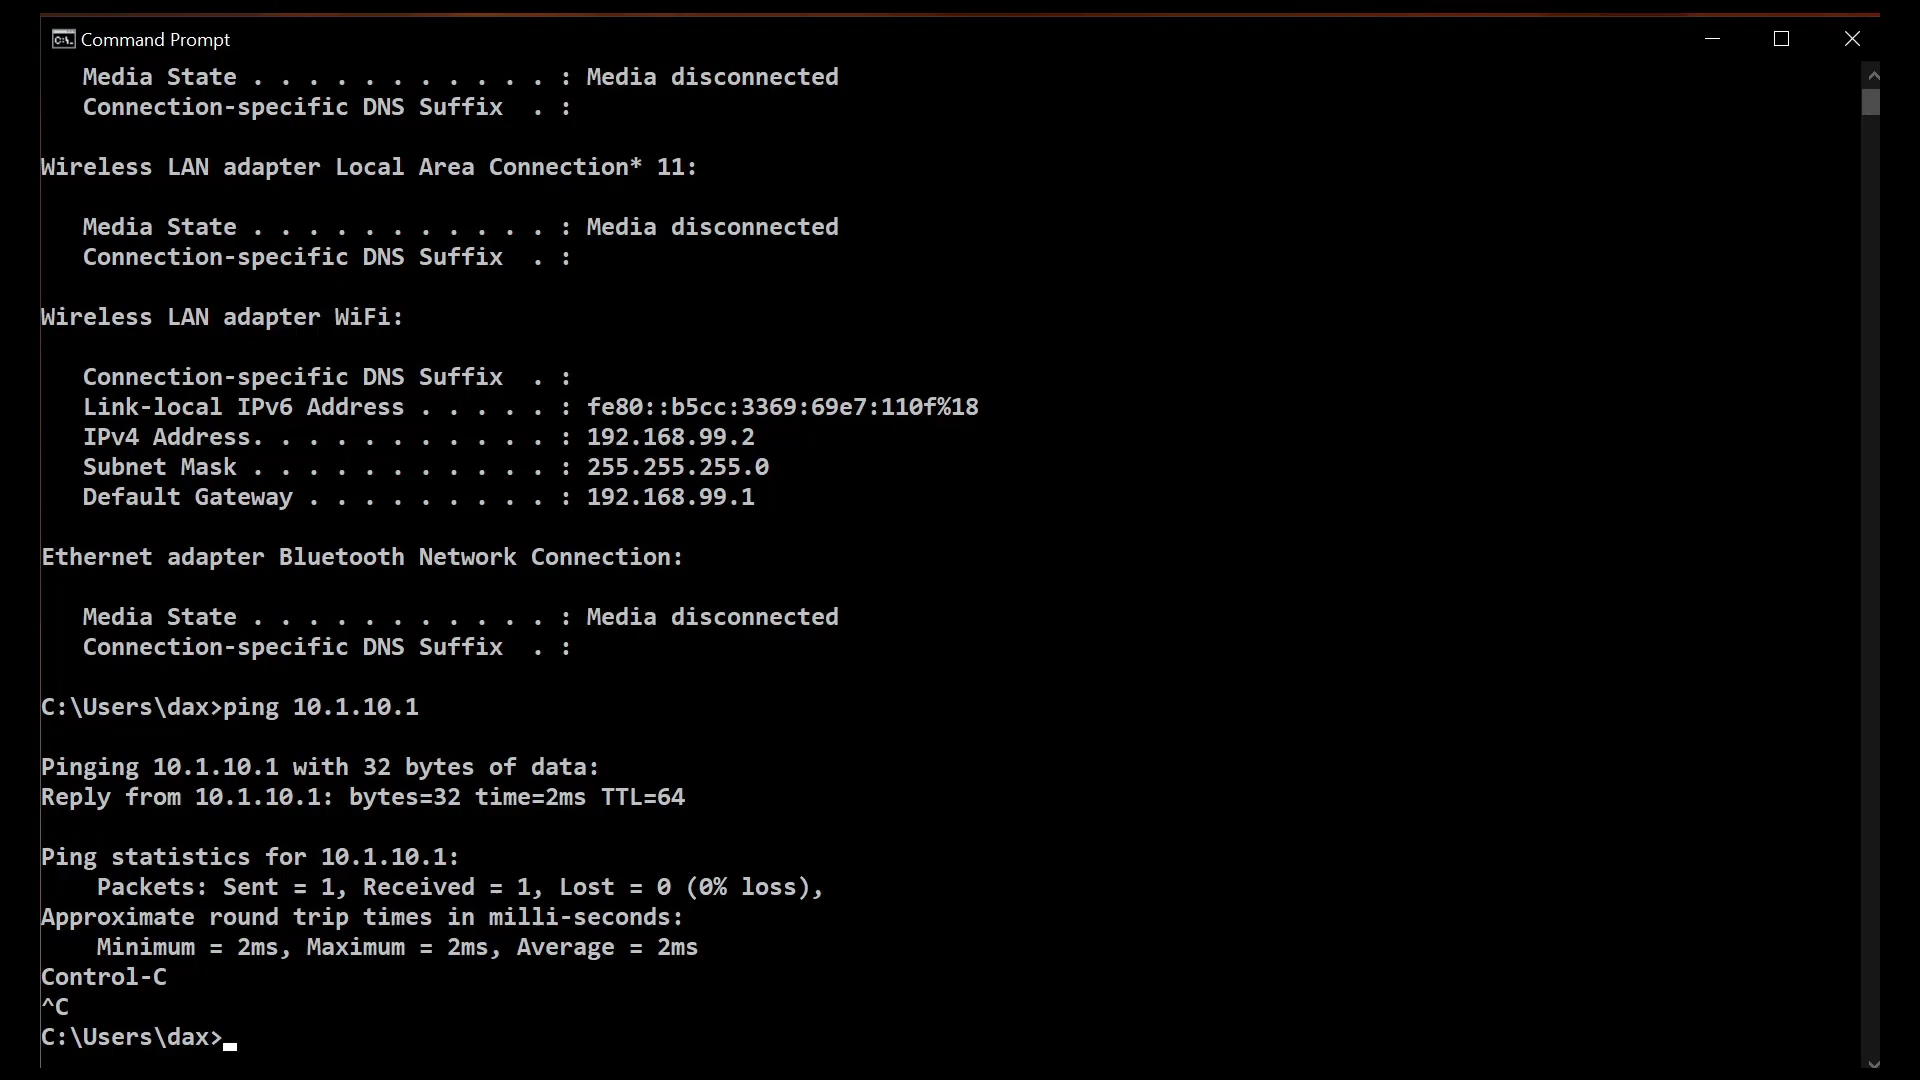 Command Prompt
Media State . . . . . . . . . . . : Media disconnected
Connection-specific DNS Suffix  . :
Wireless LAN adapter Local Area Connection* 11:
Media State . . . . . . . . . . . : Media disconnected
Connection-specific DNS Suffix  . :
Wireless LAN adapter WiFi:
Connection-specific DNS Suffix  . :
Link-local IPv6 Address . . . . . : fe80::b5cc:3369:69e7:110f%18
IPv4 Address. . . . . . . . . . . : 192.168.99.2
Subnet Mask . . . . . . . . . . . : 255.255.255.0
Default Gateway . . . . . . . . . : 192.168.99.1
Ethernet adapter Bluetooth Network Connection:
Media State . . . . . . . . . . . : Media disconnected
Connection-specific DNS Suffix  . :
C:\Users\dax>ping 10.1.10.1
Pinging 10.1.10.1 with 32 bytes of data:
Reply from 10.1.10.1: bytes=32 time=2ms TTL=64
Ping statistics for 10.1.10.1:
Packets: Sent = 1, Received = 1, Lost = 0 (0% loss),
Approximate round trip times in milli-seconds:
Minimum = 2ms, Maximum = 2ms, Average = 2ms
Control-C
^C
C:\Users\dax>